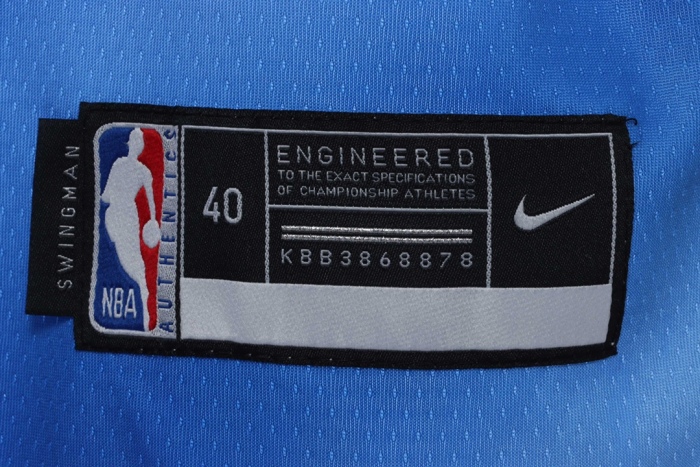 SWINGMAN
NBA
AUTHENTICS
40
ENGINEERED
TO THE EXACT SPECIFICATIONS
OF CHAMPIONSHIP ATHLETES
KBB3868878